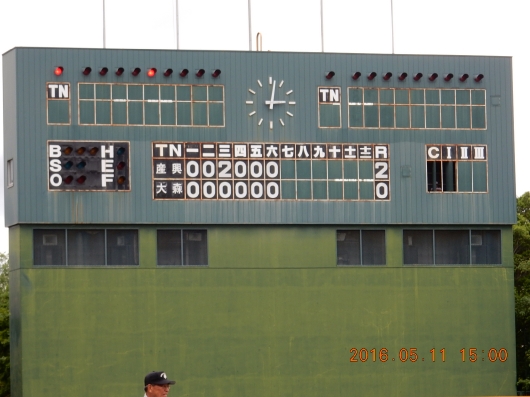 TN TN
B H TN 一 二 三 四 五 六 七 八 九 十 士 士 R C I II III
S E 産興 0 0 2 0 0 0 2
O F 大森 0 0 0 0 0 0 0
2016.05.11 15:00